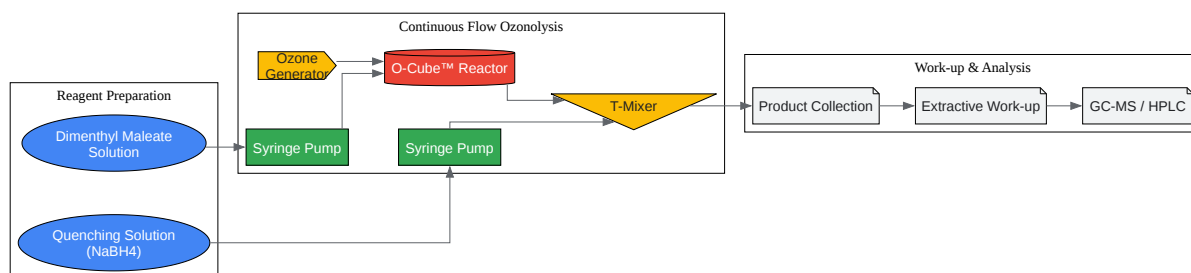 Continuous Flow Ozonolysis
Ozone
Generator
O-Cube™ Reactor
Work-up & Analysis
Reagent Preparation
T-Mixer
Product Collection
Extractive Work-up
GC-MS / HPLC
Dimenthyl Maleate
Solution
Syringe Pump
Syringe Pump
Quenching Solution
(NaBH4)